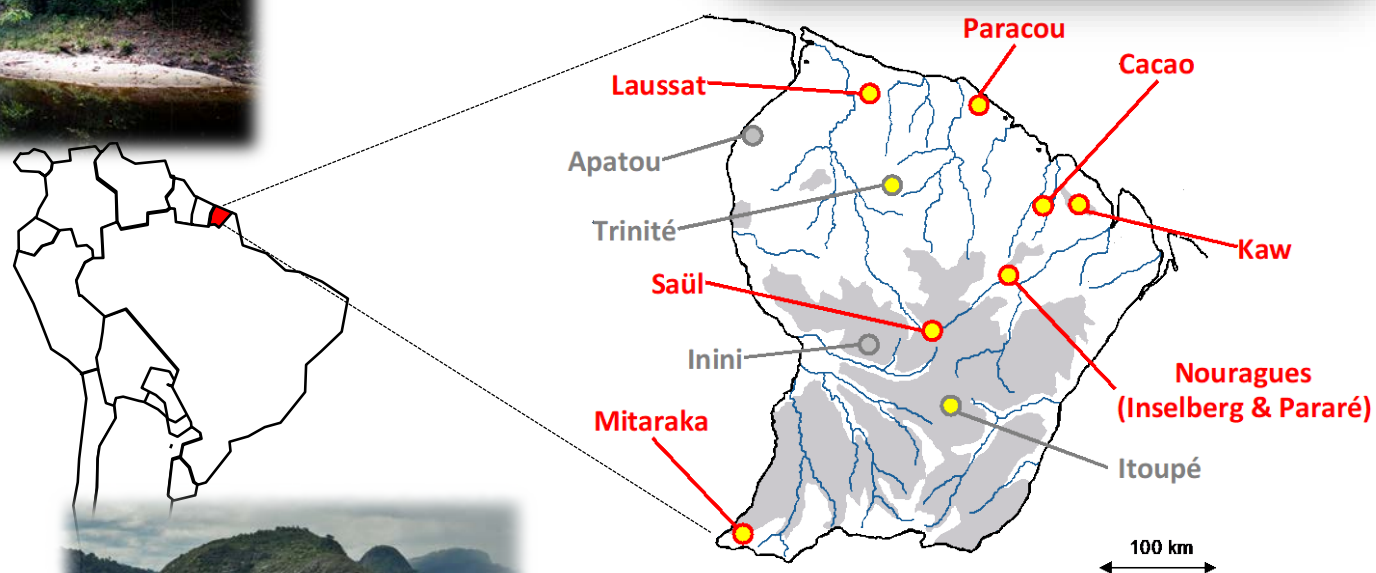 Paracou
Cacao
Laussat
Apatou
Trinité
Kaw
Saül
Inini
Nouragues
(Inselberg & Pararé)
Mitaraka
Itoupé
100 km